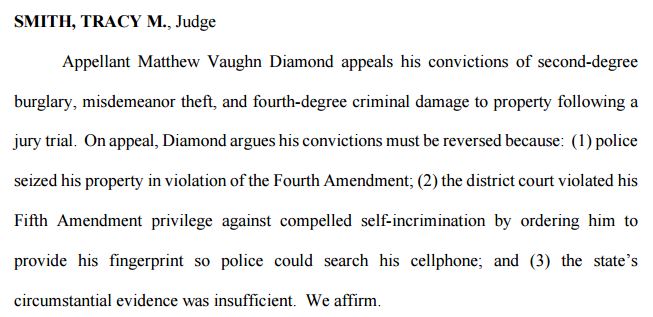 SMITH, TRACY M., Judge
Appellant Matthew Vaughn Diamond appeals his convictions of second-degree
burglary, misdemeanor theft, and fourth-degree criminal damage to property following a
jury trial. On appeal, Diamond argues his convictions must be reversed because: (1) police
seized his property in violation of the Fourth Amendment; (2) the district court violated his
Fifth Amendment privilege against compelled self-incrimination by ordering him to
provide his fingerprint so police could search his cellphone; and (3) the state’s
circumstantial evidence was insufficient. We affirm.